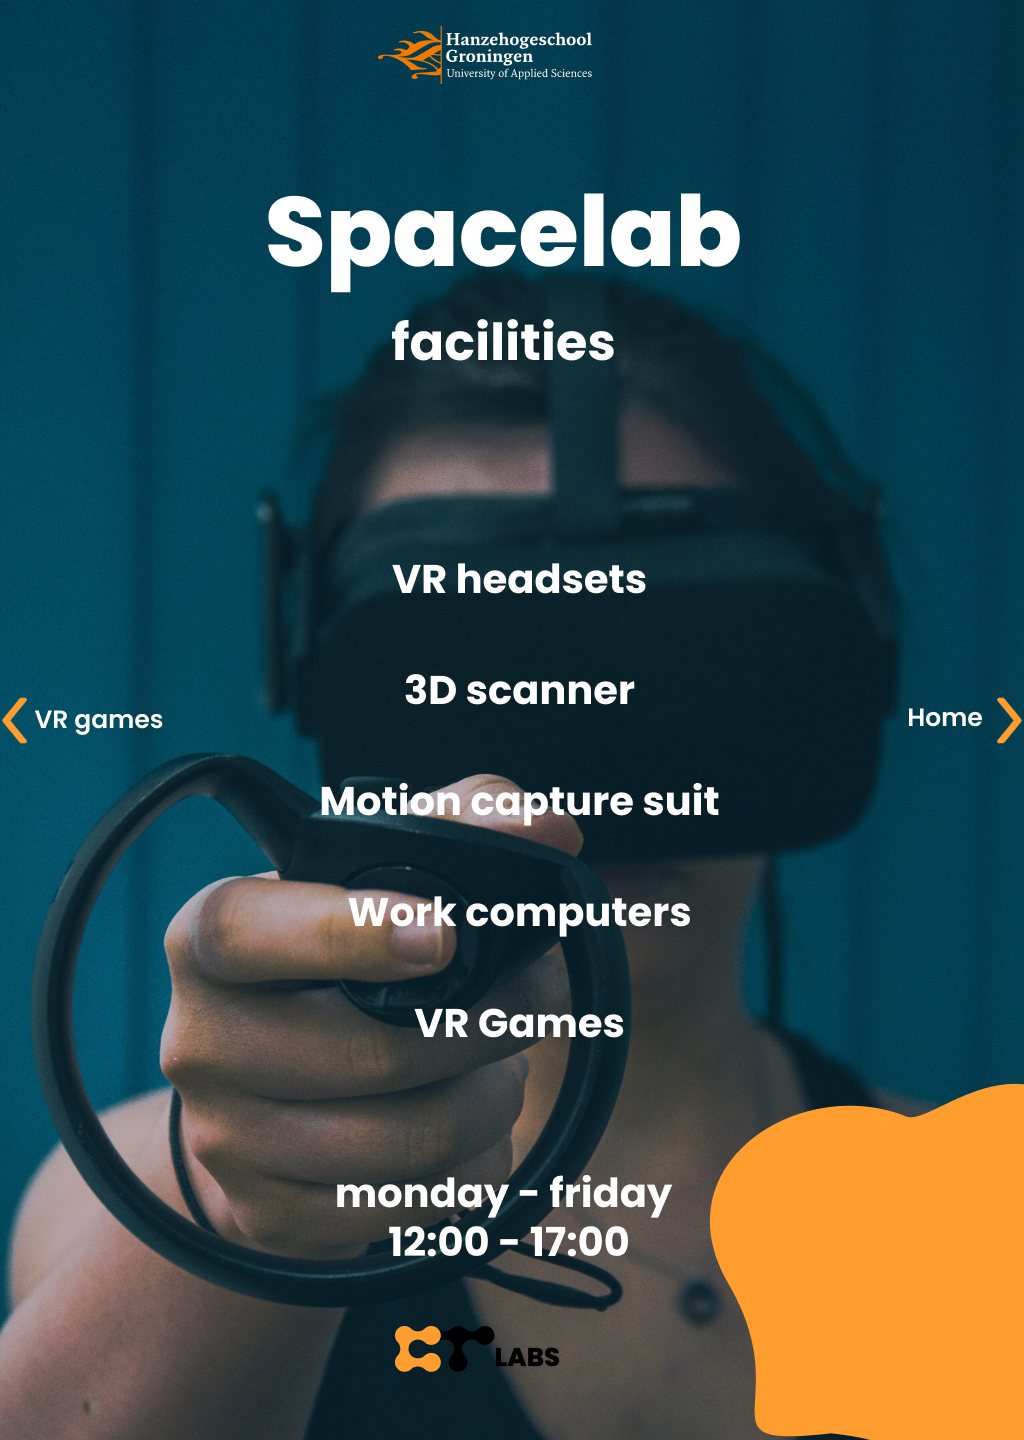 Hanzehogeschool
Groningen
University of Applied Sciences
Spacelab
facilities
VR headsets
3D scanner
VR games
Home
Motion capture suit
Work computers
VR Games
monday - friday
12:00 - 17:00
CT LABS